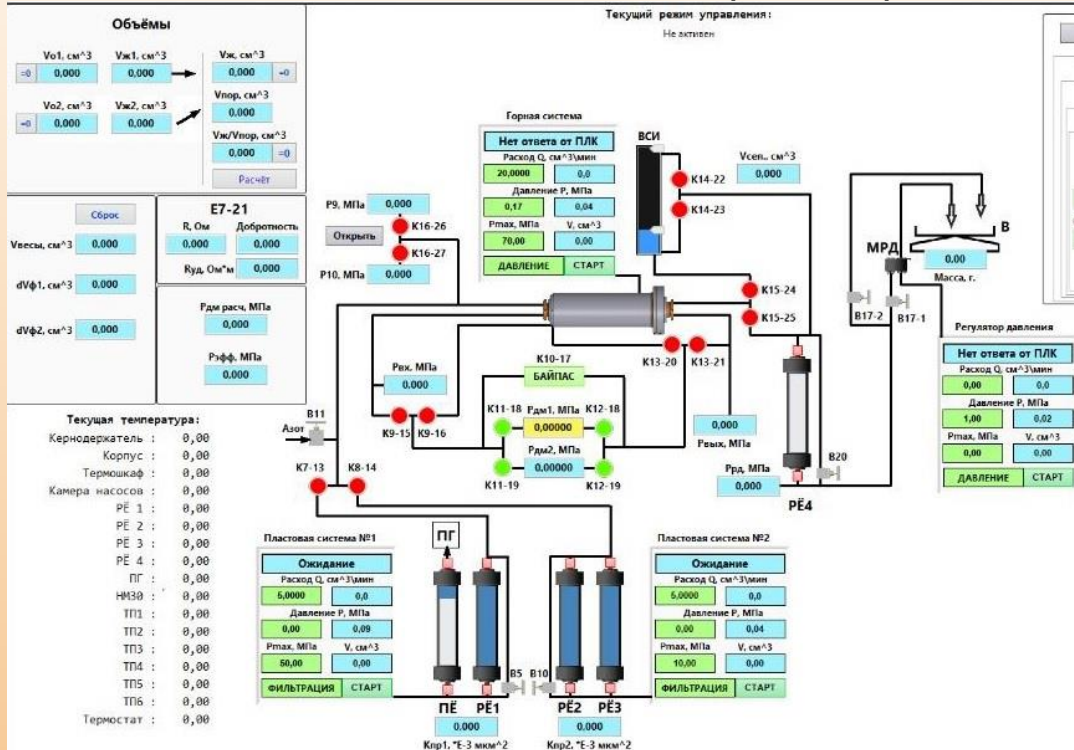 Текущий режим управления:
Не активен
Объёмы
Vо1, см^3 Vж1, см^3 Vж, см^3
=0 0,000 0,000 0,000 =0
Vпор, см^3
Vо2, см^3 Vж2, см^3 0,000
=0 0,000 0,000
Vж/Vпор, см^3
0,000 =0
Расчёт
Сброс
Vвесы, см^3 0,000
dVф1, см^3 0,000
dVф2, см^3 0,000
E7-21
R, Ом Добротность
0,000 0,000
Rуд, Ом*м 0,000
Рдм расч, МПа
0,000
Рэфф, МПа
0,000
P9, МПа 0,000
K16-26
Открыть
K16-27
P10, МПа 0,000
Горная система
Нет ответа от ПЛК
Расход Q, см^3\мин
20,0000 0,0
Давление P, МПа
0,17 0,04
Pmax, МПа V, см^3
70,00 0,00
ДАВЛЕНИЕ СТАРТ
ВСИ
K14-22
K14-23
Vсеп., см^3
0,000
K15-24
K15-25
МРД
В
0.00
Масса, г.
B17-2
B17-1
Регулятор давления
Нет ответа от ПЛК
Расход Q, см^3\мин
0,00 0,0
Давление P, МПа
1,00 0,02
Pmax, МПа V, см^3
0,00 0,00
ДАВЛЕНИЕ СТАРТ
K13-20 K13-21
Рвх, МПа
0,000
K9-15 K9-16
K10-17
БАЙПАС
K11-18 Рдм1, МПа K12-18
0,00000
Рдм2, МПа
0.00000
K11-19 K12-19
0,000
Рвых, МПа
Ррд, МПа
0,000
B20
РЁ4
B11
Азот
K7-13 K8-14
Текущая температура:
Кернодержатель : 0,00
Корпус : 0,00
Термошкаф : 0,00
Камера насосов : 0,00
РЁ 1 : 0,00
РЁ 2 : 0,00
РЁ 3 : 0,00
РЁ 4 : 0,00
ПГ : 0,00
НМ30 : 0,00
ТП1 : 0,00
ТП2 : 0,00
ТП3 : 0,00
ТП4 : 0,00
ТП5 : 0,00
ТП6 : 0,00
Термостат : 0,00
Пластовая система №1
Ожидание
Расход Q, см^3\мин
5,0000 0,0
Давление P, МПа
0,00 0,09
Pmax, МПа V, см^3
50,00 0,00
ФИЛЬТРАЦИЯ СТАРТ
ПГ
B5 B10
ПЁ РЁ1 РЁ2 РЁ3
0,000 0,000
Кпр1, *E-3 мкм^2 Кпр2, *E-3 мкм^2
Пластовая система №2
Ожидание
Расход Q, см^3\мин
5,0000 0,0
Давление P, МПа
0,00 0,04
Pmax, МПа V, см^3
10,00 0,00
ФИЛЬТРАЦИЯ СТАРТ